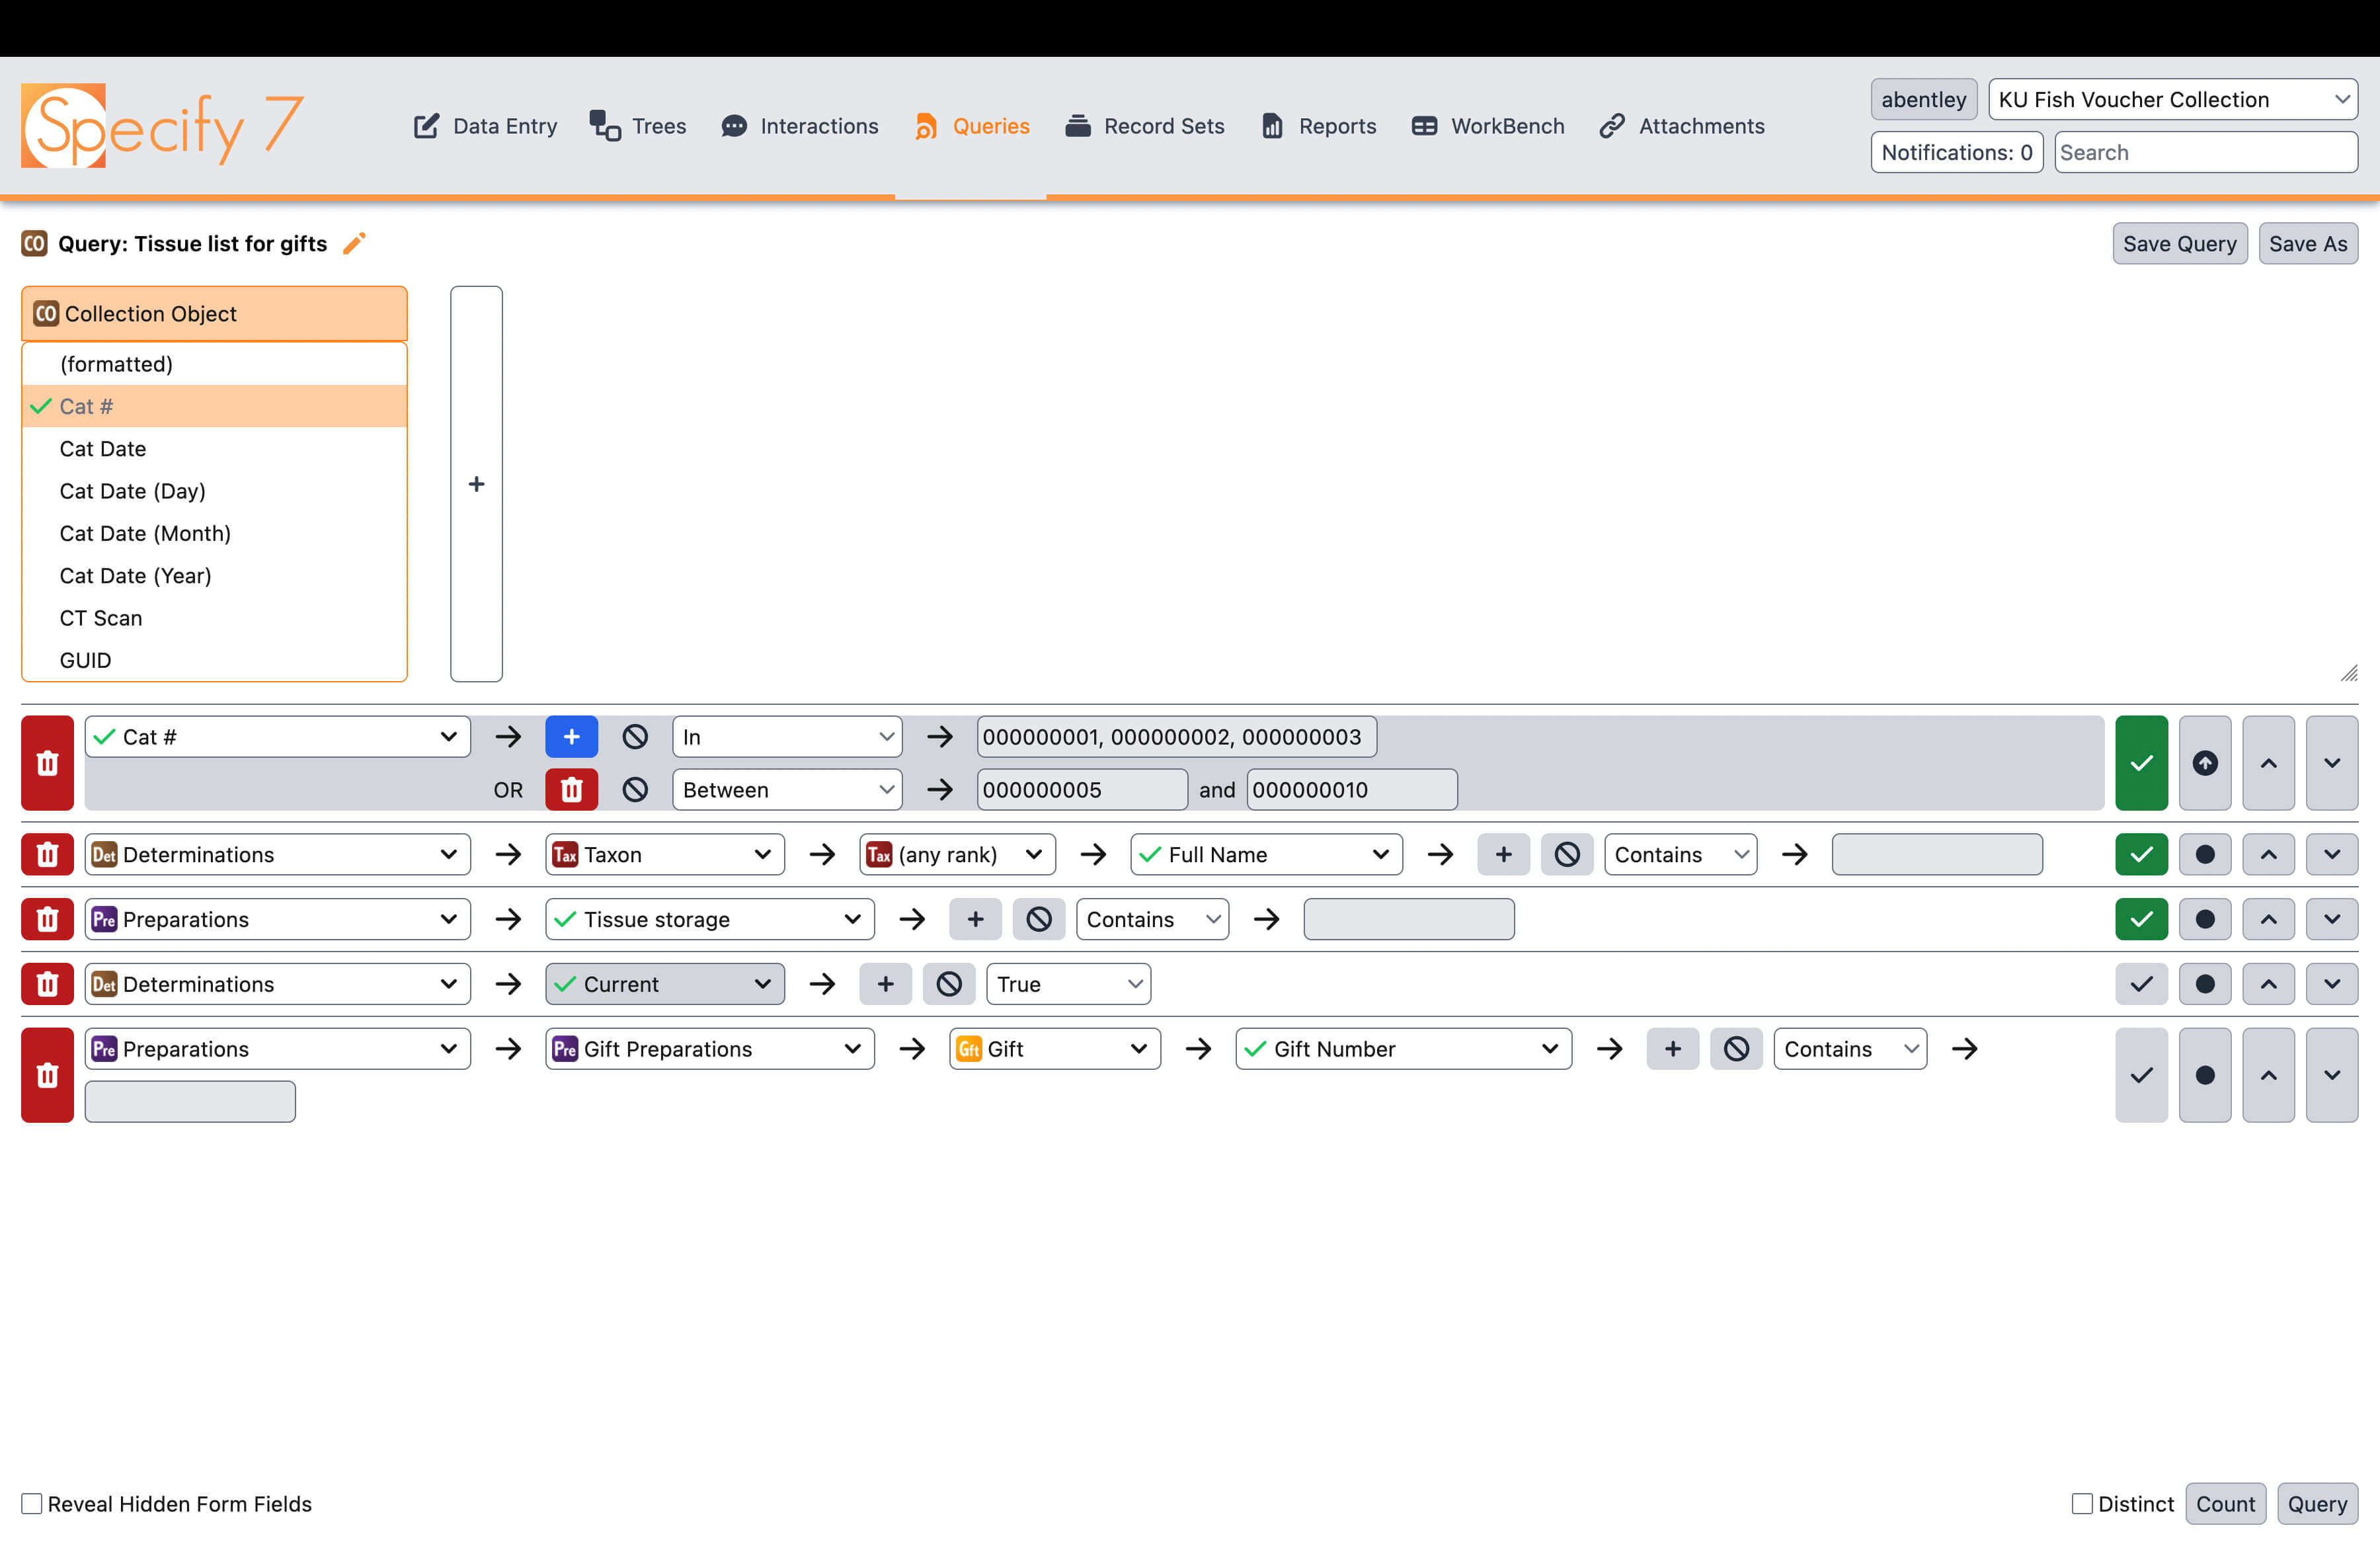 Specify 7
Data Entry Trees Interactions Queries Record Sets Reports WorkBench Attachments
abentley KU Fish Voucher Collection
Notifications: 0 Search
CO Query: Tissue list for gifts Save Query Save As
CO Collection Object
(formatted)
Cat #
Cat Date
Cat Date (Day)
Cat Date (Month)
Cat Date (Year)
CT Scan
GUID
+
Cat # + In 000000001, 000000002, 000000003
OR Between 000000005 and 000000010
Det Determinations Tax Taxon Tax (any rank) Full Name + Contains
Pre Preparations Tissue storage + Contains
Det Determinations Current + True
Pre Preparations Pre Gift Preparations Gft Gift Gift Number + Contains
Reveal Hidden Form Fields Distinct Count Query